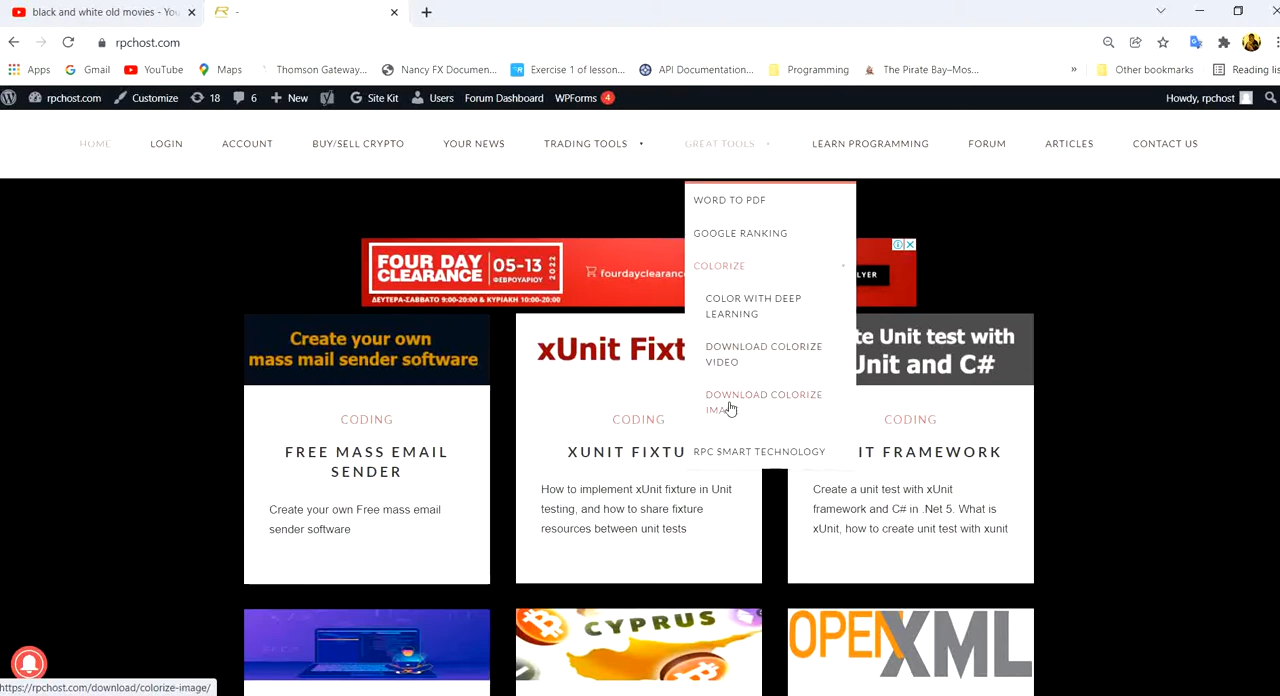 black and white old movies - You
-
rpchost.com
Apps
Gmail
YouTube
Maps
Thomson Gateway...
Nancy FX Documen...
Exercise 1 of lesson...
API Documentation...
Programming
The Pirate Bay–Mos...
»
Other bookmarks
Reading lis
rpchost.com
Customize
18
6
New
Site Kit
Users
Forum Dashboard
WPForms 4
Howdy, rpchost
HOME
LOGIN
ACCOUNT
BUY/SELL CRYPTO
YOUR NEWS
TRADING TOOLS
GREAT TOOLS
LEARN PROGRAMMING
FORUM
ARTICLES
CONTACT US
WORD TO PDF
GOOGLE RANKING
COLORIZE
COLOR WITH DEEP
LEARNING
DOWNLOAD COLORIZE
VIDEO
DOWNLOAD COLORIZE
RPC SMART TECHNOLOGY
FOUR DAY
CLEARANCE
05-13
ΦΕΒΡΟΥΑΡΙΟΥ
2022
ΔΕΥΤΕΡΑ-ΣΑΒΒΑΤΟ 9:00-20:00 & ΚΥΡΙΑΚΗ 10:00-20:00
fourdayclearance
LYER
Create your own
mass mail sender software
CODING
FREE MASS EMAIL
SENDER
Create your own Free mass email
sender software
xUnit Fixt
CODING
XUNIT FIXTU
How to implement xUnit fixture in Unit
testing, and how to share fixture
resources between unit tests
te Unit test with
Unit and C#
CODING
IT FRAMEWORK
Create a unit test with xUnit
framework and C# in .Net 5. What is
xUnit, how to create unit test with xunit
CYPRUS
OPENXML
https://rpchost.com/download/colorize-image/